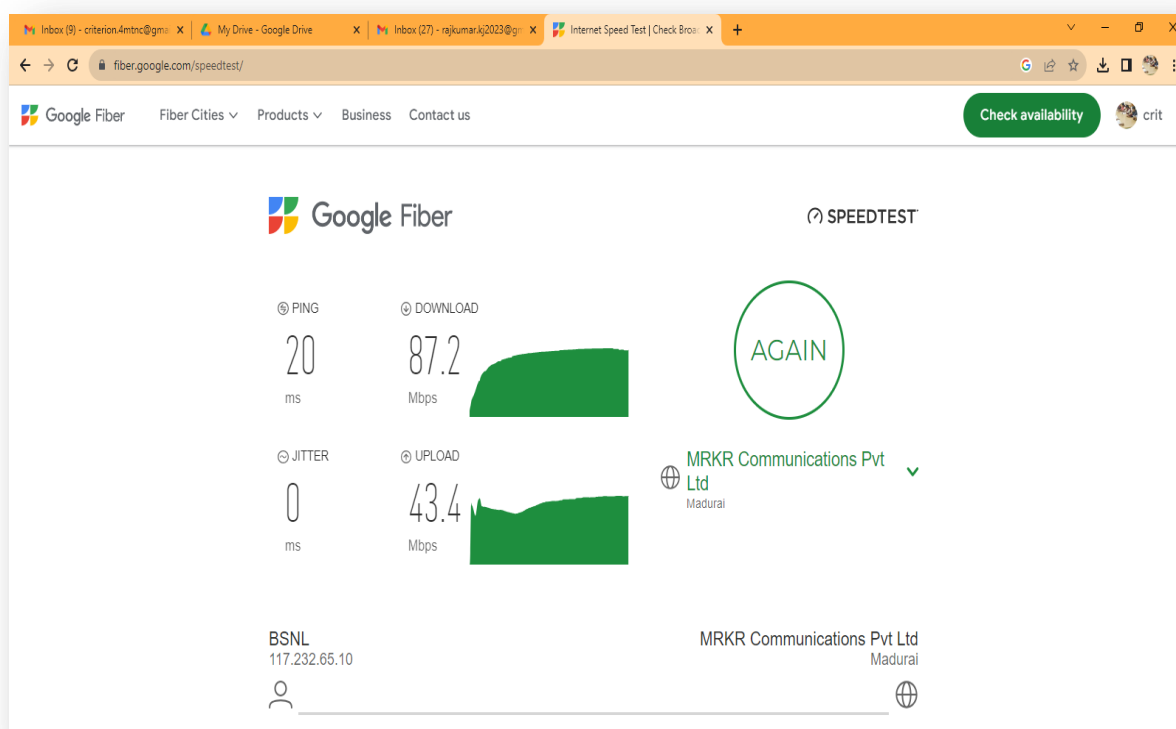 Inbox (9) - criterion.4mtnc@gma
My Drive - Google Drive
Inbox (27) - rajkumar.kj2023@gm
Internet Speed Test | Check Broa
fiber.google.com/speedtest/
Google Fiber Fiber Cities Products Business Contact us Check availability crit
Google Fiber
SPEEDTEST
PING
20
ms
DOWNLOAD
87.2
Mbps
AGAIN
JITTER
0
ms
UPLOAD
43.4
Mbps
MRKR Communications Pvt
Ltd
Madurai
BSNL
117.232.65.10
MRKR Communications Pvt Ltd
Madurai